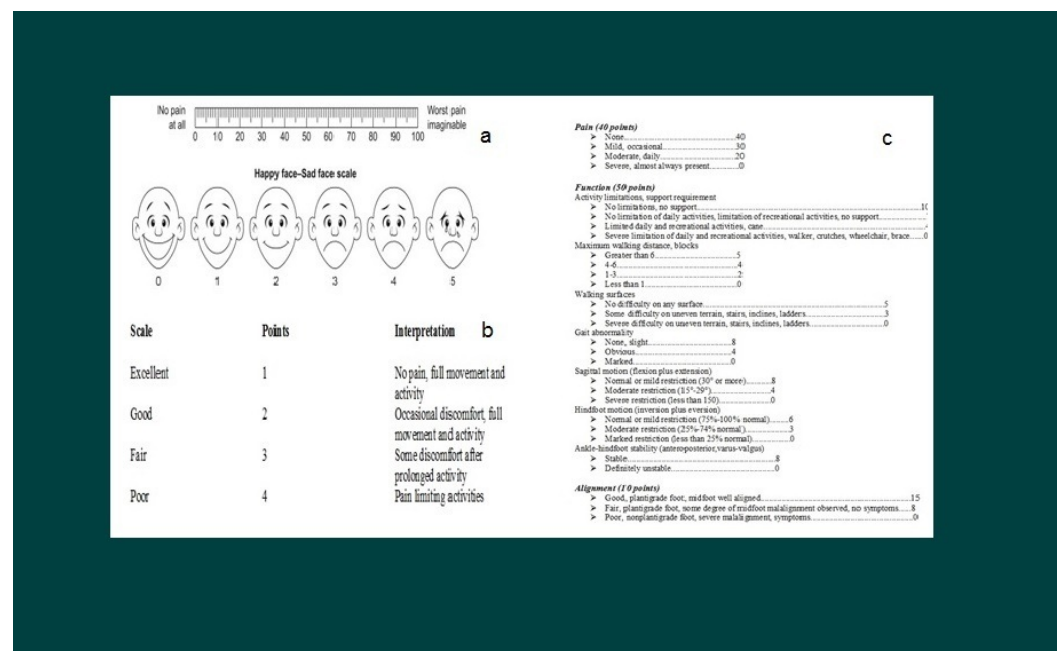 No pain at all
Worst pain imaginable
0 10 20 30 40 50 60 70 80 90 100
a
Happy face–Sad face scale
0 1 2 3 4 5
Scale Points Interpretation b
Excellent 1 No pain, full movement and
activity
Good 2 Occasional discomfort, full
movement and activity
Fair 3 Some discomfort after
prolonged activity
Poor 4 Pain limiting activities
c
Pain (40 points)
➢ None....................................40
➢ Mild, occasional....................30
➢ Moderate, daily.....................20
➢ Severe, almost always present.................0
Function (50 points)
Activity limitations, support requirement
➢ No limitations, no support..................................................10
➢ No limitation of daily activities, limitation of recreational activities, no support
➢ Limited daily and recreational activities, cane
➢ Severe limitation of daily and recreational activities, walker, crutches, wheelchair, brace......0
Maximum walking distance, blocks
➢ Greater than 6.....................5
➢ 4-6....................................4
➢ 1-3....................................2
➢ Less than 1.........................0
Walking surfaces
➢ No difficulty on any surface..................................................5
➢ Some difficulty on uneven terrain, stairs, inclines, ladders....................3
➢ Severe difficulty on uneven terrain, stairs, inclines, ladders...................0
Gait abnormality
➢ None, slight........................8
➢ Obvious..............................4
➢ Marked...............................0
Sagittal motion (flexion plus extension)
➢ Normal or mild restriction (30° or more)..............8
➢ Moderate restriction (15°-29°)........................4
➢ Severe restriction (less than 150)....................0
Hindfoot motion (inversion plus eversion)
➢ Normal or mild restriction (75%-100% normal)..........6
➢ Moderate restriction (25%-74% normal)................3
➢ Marked restriction (less than 25% normal).............0
Ankle-hindfoot stability (anteroposterior,varus-valgus)
➢ Stable.................................................8
➢ Definitely unstable....................................0
Alignment (10 points)
➢ Good, plantigrade foot, midfoot well aligned..................................15
➢ Fair, plantigrade foot, some degree of midfoot malalignment observed, no symptoms......8
➢ Poor, nonplantigrade foot, severe malalignment, symptoms..........................0